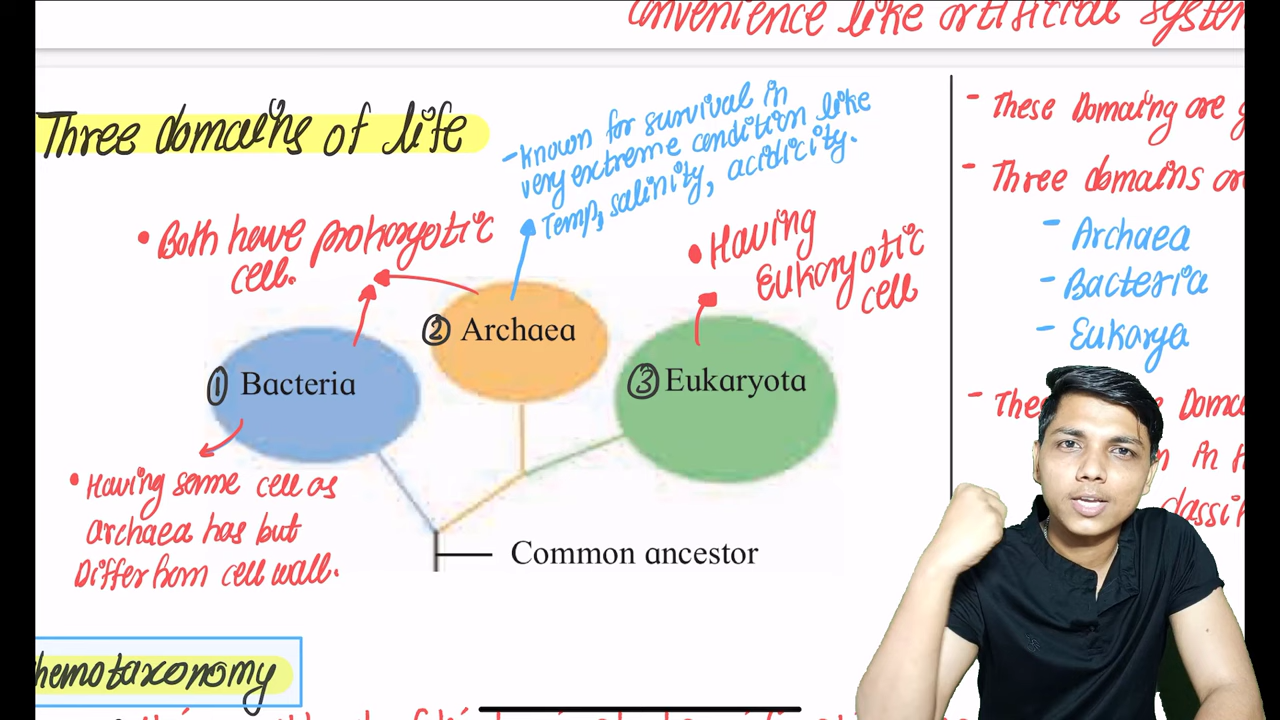 convenience like artificial system
Three domains of life
- known for survival in
very extreme condition like
Temp, salinity, acidicity.
• Both have prokaryotic
cell.
• Having
Eukaryotic
cell
② Archaea
① Bacteria
③ Eukaryota
• Having same cell as
archaea has but
Differ from cell wall.
Common ancestor
hemotaxonomy
- These Domains are
- Three domains are
- Archaea
- Bacteria
- Eukarya